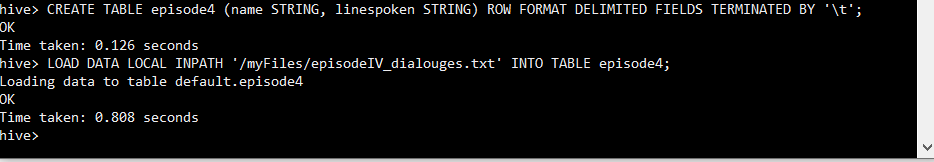 hive> CREATE TABLE episode4 (name STRING, linespoken STRING) ROW FORMAT DELIMITED FIELDS TERMINATED BY '\t';
OK
Time taken: 0.126 seconds
hive> LOAD DATA LOCAL INPATH '/myFiles/episodeIV_dialouges.txt' INTO TABLE episode4;
Loading data to table default.episode4
OK
Time taken: 0.808 seconds
hive>